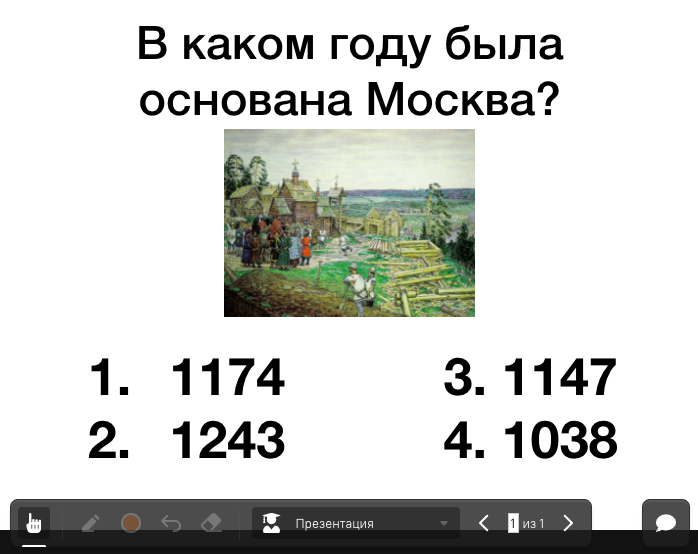 В каком году была
основана Москва?
1. 1174
2. 1243
3. 1147
4. 1038
Презентация
1 из 1